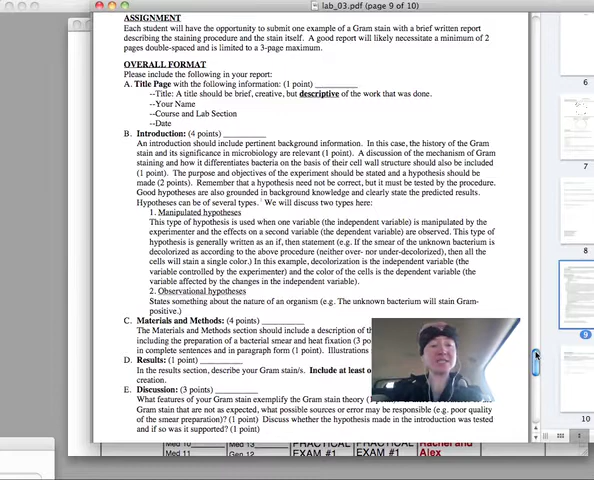 lab_03.pdf (page 9 of 10)
ASSIGNMENT
Each student will have the opportunity to submit one example of a Gram stain with a brief written report
describing the staining procedure and the stain itself. A good report will likely necessitate a minimum of 2
pages double-spaced and is limited to a 3-page maximum.
OVERALL FORMAT
Please include the following in your report:
A. Title Page with the following information: (1 point) ________
--Title: A title should be brief, creative, but descriptive of the work that was done.
--Your Name
--Course and Lab Section
--Date
B. Introduction: (4 points) ________
An introduction should include pertinent background information. In this case, the history of the Gram
stain and its significance in microbiology are relevant (1 point). A discussion of the mechanism of Gram
staining and how it differentiates bacteria on the basis of their cell wall structure should also be included
(1 point). The purpose and objectives of the experiment should be stated and a hypothesis should be
made (2 points). Remember that a hypothesis need not be correct, but it must be tested by the procedure.
Good hypotheses are also grounded in background knowledge and clearly state the predicted results.
Hypotheses can be of several types. We will discuss two types here:
1. Manipulated hypotheses
This type of hypothesis is used when one variable (the independent variable) is manipulated by the
experimenter and the effects on a second variable (the dependent variable) are observed. This type of
hypothesis is generally written as an if, then statement (e.g. If the smear of the unknown bacterium is
decolorized as according to the above procedure (neither over- nor under-decolorized), then all the
cells will stain a single color.) In this example, decolorization is the independent variable (the
variable controlled by the experimenter) and the color of the cells is the dependent variable (the
variable affected by the changes in the independent variable).
2. Observational hypotheses
States something about the nature of an organism (e.g. The unknown bacterium will stain Gram-
positive.)
C. Materials and Methods: (4 points) ________
The Materials and Methods section should include a description of th
including the preparation of a bacterial smear and heat fixation (3 po
in complete sentences and in paragraph form (1 point). Illustrations
D. Results: (1 point) ________
In the results section, describe your Gram stain/s. Include at least o
creation.
E. Discussion: (3 points) ________
What features of your Gram stain exemplify the Gram stain theory
Gram stain that are not as expected, what possible sources or error may be responsible (e.g. poor quality
of the smear preparation)? (1 point) Discuss whether the hypothesis made in the introduction was tested
and if so was it supported? (1 point)
6
7
8
9
10
Med 10 Med 13 PRACTICAL PRACTICAL Rachel and
Med 11 Gen 12 EXAM #1 EXAM #1 Alex